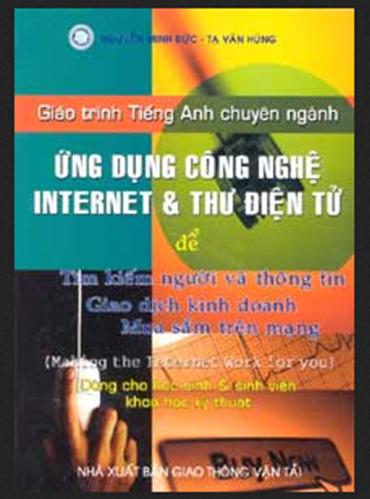 NGUYỄN MINH ĐỨC - TẠ VĂN HÙNG
Giáo trình Tiếng Anh chuyên ngành
ỨNG DỤNG CÔNG NGHỆ
INTERNET & THƯ ĐIỆN TỬ
để
Tìm kiếm người và thông tin
Giao dịch kinh doanh
Mua sắm trên mạng
(Making the Internet Work for you)
(Dùng cho học sinh & sinh viên
khoa học kỹ thuật
BUY NOW
NHÀ XUẤT BẢN GIAO THÔNG VẬN TẢI